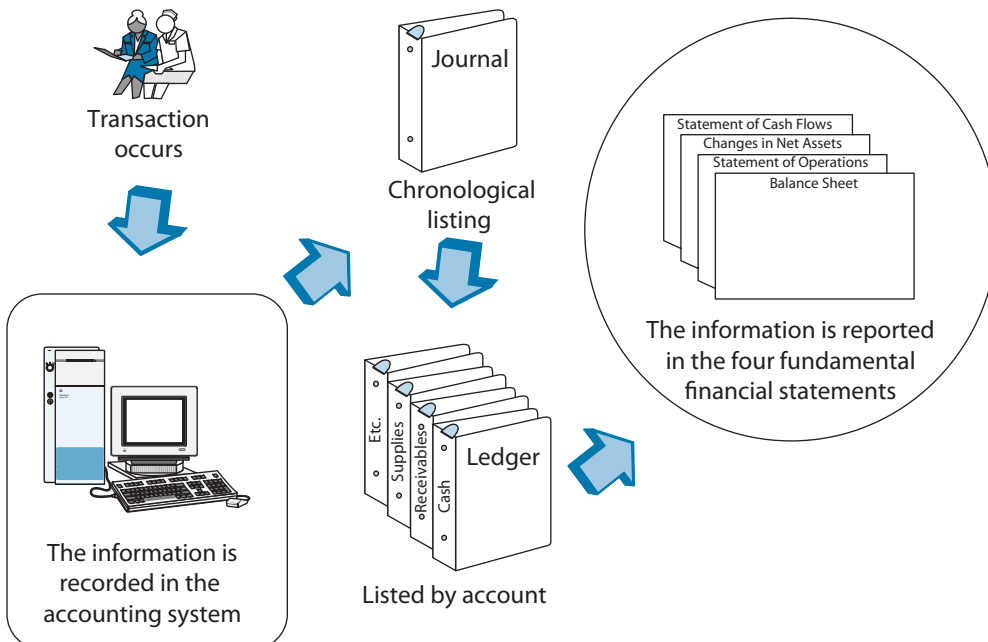 Transaction
occurs
The information is
recorded in the
accounting system
Journal
Chronological
listing
Etc.
Supplies
Receivables
Cash
Ledger
Listed by account
Statement of Cash Flows
Changes in Net Assets
Statement of Operations
Balance Sheet
The information is reported
in the four fundamental
financial statements